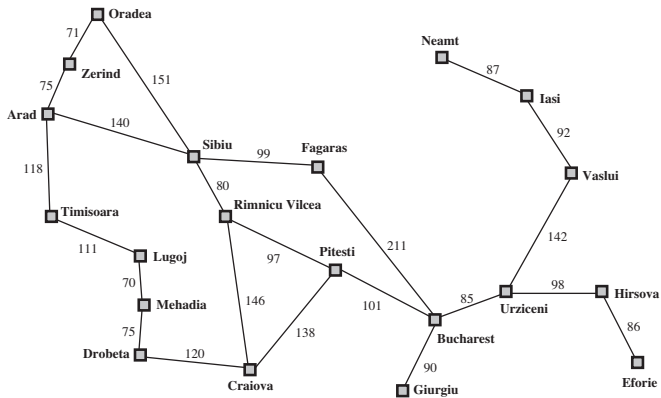 Oradea
71
Neamt
Zerind
87
151
75
Iasi
Arad
140
92
Sibiu
Fagaras
99
118
Vaslui
80
Timisoara
Rimnicu Vilcea
142
111
211
Lugoj
97
Pitesti
70
98
Hirsova
85
146
101
Urziceni
Mehadia
86
75
138
Bucharest
120
Drobeta
90
Craiova
Eforie
Giurgiu